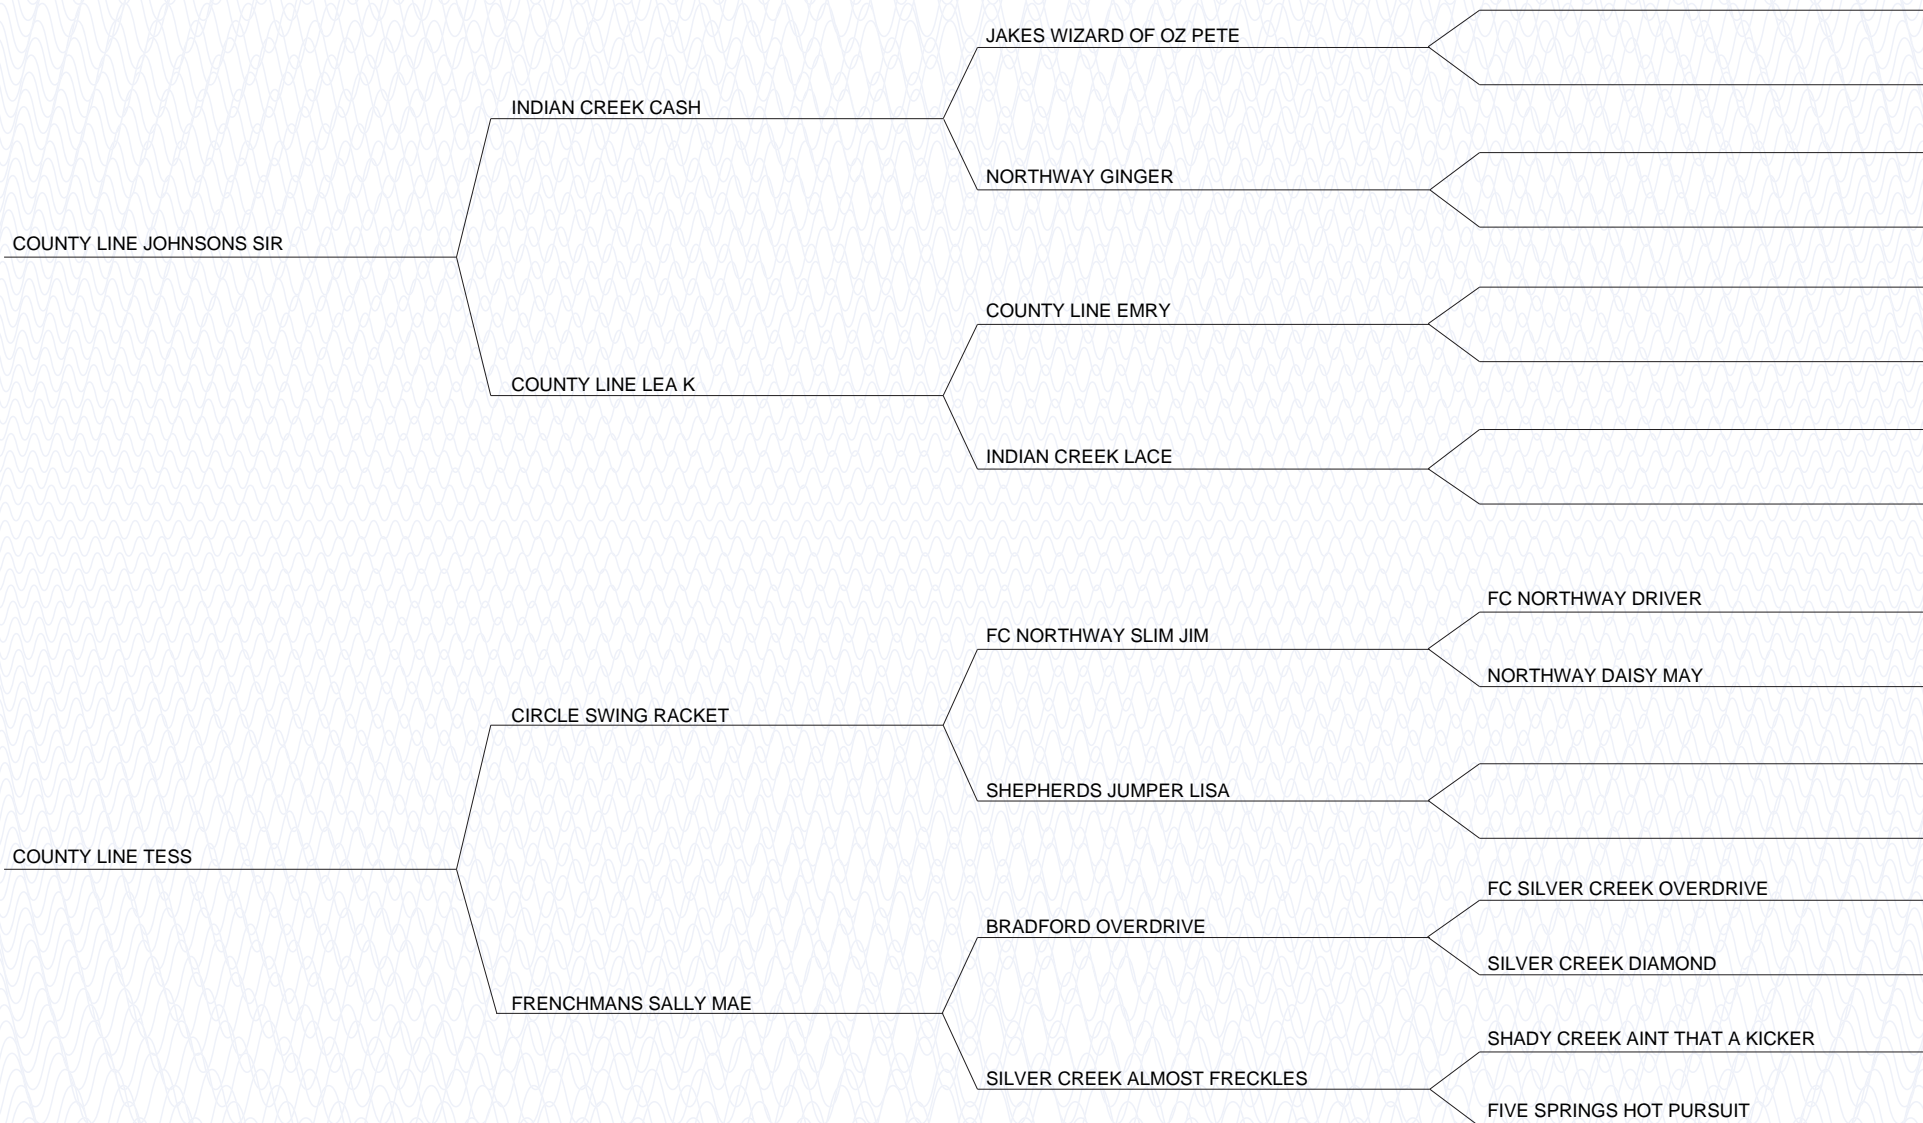 JAKES WIZARD OF OZ PETE
INDIAN CREEK CASH
NORTHWAY GINGER
COUNTY LINE JOHNSONS SIR
COUNTY LINE EMRY
COUNTY LINE LEA K
INDIAN CREEK LACE
FC NORTHWAY DRIVER
FC NORTHWAY SLIM JIM
NORTHWAY DAISY MAY
CIRCLE SWING RACKET
SHEPHERDS JUMPER LISA
COUNTY LINE TESS
FC SILVER CREEK OVERDRIVE
BRADFORD OVERDRIVE
SILVER CREEK DIAMOND
FRENCHMANS SALLY MAE
SHADY CREEK AINT THAT A KICKER
SILVER CREEK ALMOST FRECKLES
FIVE SPRINGS HOT PURSUIT